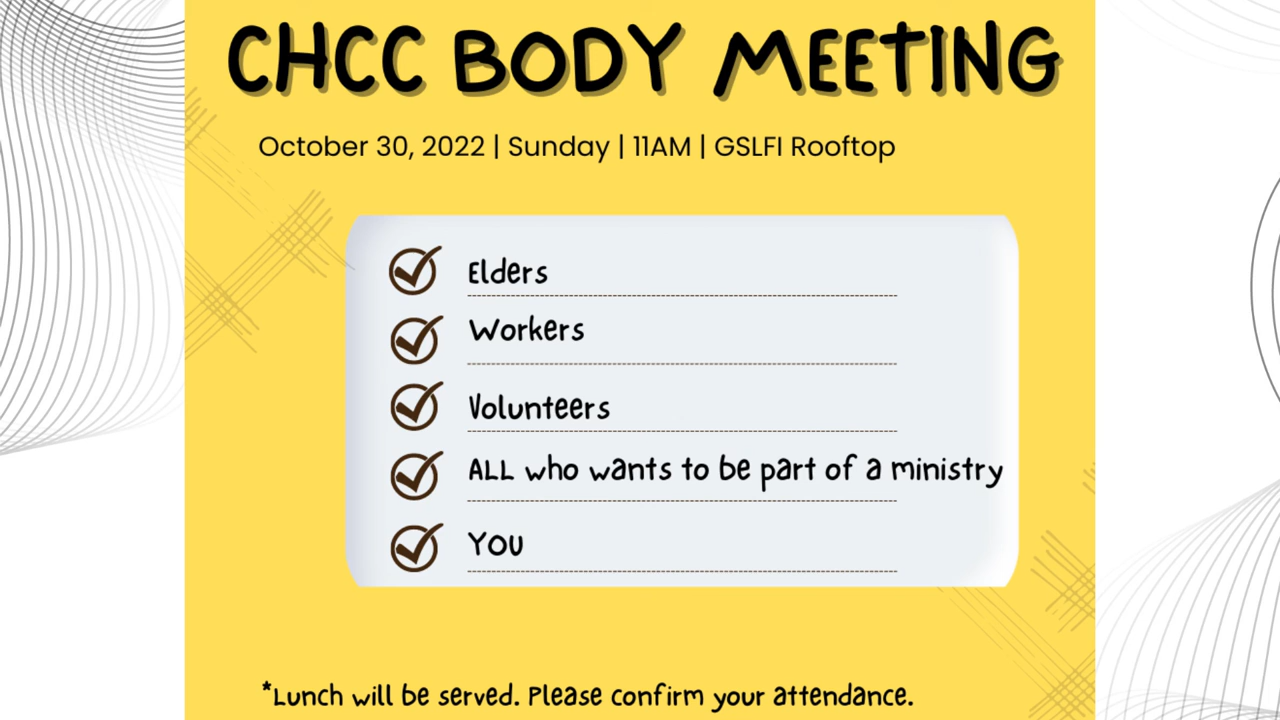 CHCC BODY MEETING
October 30, 2022 | Sunday | 11AM | GSLFI Rooftop
Elders
Workers
Volunteers
ALL who wants to be part of a ministry
YOU
*Lunch will be served. Please confirm your attendance.